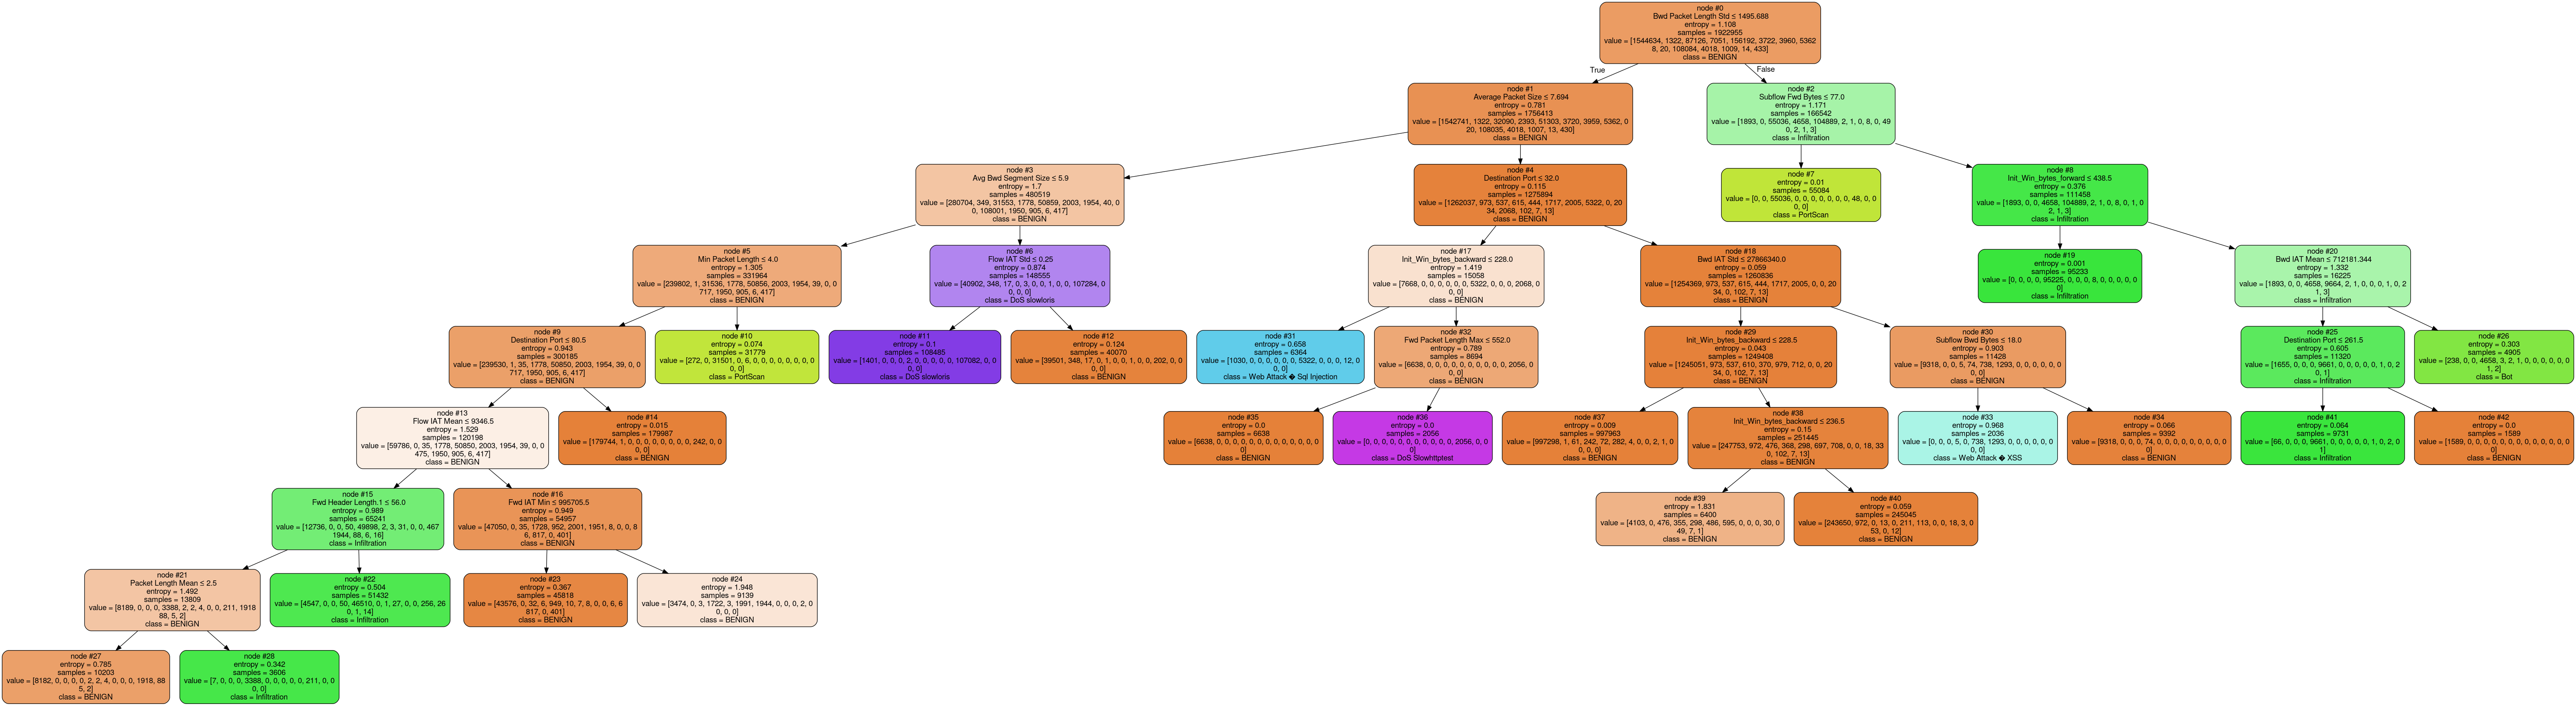 node #0
Bwd Packet Length Std ≤ 1495.688
entropy = 1.108
samples = 1922955
value = [1544634, 1322, 87126, 7051, 156192, 3722, 3960, 5362
8, 20, 108084, 4018, 1009, 14, 433]
class = BENIGN
True
False
node #1
Average Packet Size ≤ 7.694
entropy = 0.781
samples = 1756413
value = [1542741, 1322, 32090, 2393, 51303, 3720, 3959, 5362, 0
20, 108035, 4018, 1007, 13, 430]
class = BENIGN
node #2
Subflow Fwd Bytes ≤ 77.0
entropy = 1.171
samples = 166542
value = [1893, 0, 55036, 4658, 104889, 2, 1, 0, 8, 0, 49
0, 2, 1, 3]
class = Infiltration
node #3
Avg Bwd Segment Size ≤ 5.9
entropy = 1.7
samples = 480519
value = [280704, 349, 31553, 1778, 50859, 2003, 1954, 40, 0
0, 108001, 1950, 905, 6, 417]
class = BENIGN
node #4
Destination Port ≤ 32.0
entropy = 0.115
samples = 1275894
value = [1262037, 973, 537, 615, 444, 1717, 2005, 5322, 0, 20
34, 2068, 102, 7, 13]
class = BENIGN
node #7
entropy = 0.01
samples = 55084
value = [0, 0, 55036, 0, 0, 0, 0, 0, 0, 0, 48, 0, 0
0, 0]
class = PortScan
node #8
Init_Win_bytes_forward ≤ 438.5
entropy = 0.376
samples = 111458
value = [1893, 0, 0, 4658, 104889, 2, 1, 0, 8, 0, 1, 0
2, 1, 3]
class = Infiltration
node #5
Min Packet Length ≤ 4.0
entropy = 1.305
samples = 331964
value = [239802, 1, 31536, 1778, 50856, 2003, 1954, 39, 0, 0
717, 1950, 905, 6, 417]
class = BENIGN
node #6
Flow IAT Std ≤ 0.25
entropy = 0.874
samples = 148555
value = [40902, 348, 17, 0, 3, 0, 0, 1, 0, 0, 107284, 0
0, 0, 0]
class = DoS slowloris
node #17
Init_Win_bytes_backward ≤ 228.0
entropy = 1.419
samples = 15058
value = [7668, 0, 0, 0, 0, 0, 0, 5322, 0, 0, 0, 2068, 0
0, 0]
class = BENIGN
node #18
Bwd IAT Std ≤ 27866340.0
entropy = 0.059
samples = 1260836
value = [1254369, 973, 537, 615, 444, 1717, 2005, 0, 0, 20
34, 0, 102, 7, 13]
class = BENIGN
node #19
entropy = 0.001
samples = 95233
value = [0, 0, 0, 0, 95225, 0, 0, 0, 8, 0, 0, 0, 0, 0
0]
class = Infiltration
node #20
Bwd IAT Mean ≤ 712181.344
entropy = 1.332
samples = 16225
value = [1893, 0, 0, 4658, 9664, 2, 1, 0, 0, 0, 1, 0, 2
1, 3]
class = Infiltration
node #9
Destination Port ≤ 80.5
entropy = 0.943
samples = 300185
value = [239530, 1, 35, 1778, 50850, 2003, 1954, 39, 0, 0
717, 1950, 905, 6, 417]
class = BENIGN
node #10
entropy = 0.074
samples = 31779
value = [272, 0, 31501, 0, 6, 0, 0, 0, 0, 0, 0, 0, 0
0, 0]
class = PortScan
node #11
entropy = 0.1
samples = 108485
value = [1401, 0, 0, 0, 2, 0, 0, 0, 0, 0, 107082, 0, 0
0, 0]
class = DoS slowloris
node #12
entropy = 0.124
samples = 40070
value = [39501, 348, 17, 0, 1, 0, 0, 1, 0, 0, 202, 0, 0
0, 0]
class = BENIGN
node #31
entropy = 0.658
samples = 6364
value = [1030, 0, 0, 0, 0, 0, 0, 5322, 0, 0, 0, 12, 0
0, 0]
class = Web Attack � Sql Injection
node #32
Fwd Packet Length Max ≤ 552.0
entropy = 0.789
samples = 8694
value = [6638, 0, 0, 0, 0, 0, 0, 0, 0, 0, 0, 2056, 0
0, 0]
class = BENIGN
node #29
Init_Win_bytes_backward ≤ 228.5
entropy = 0.043
samples = 1249408
value = [1245051, 973, 537, 610, 370, 979, 712, 0, 0, 20
34, 0, 102, 7, 13]
class = BENIGN
node #30
Subflow Bwd Bytes ≤ 18.0
entropy = 0.903
samples = 11428
value = [9318, 0, 0, 5, 74, 738, 1293, 0, 0, 0, 0, 0, 0
0, 0]
class = BENIGN
node #25
Destination Port ≤ 261.5
entropy = 0.605
samples = 11320
value = [1655, 0, 0, 0, 9661, 0, 0, 0, 0, 0, 1, 0, 2
0, 1]
class = Infiltration
node #26
entropy = 0.303
samples = 4905
value = [238, 0, 0, 4658, 3, 2, 1, 0, 0, 0, 0, 0, 0
1, 2]
class = Bot
node #13
Flow IAT Mean ≤ 9346.5
entropy = 1.529
samples = 120198
value = [59786, 0, 35, 1778, 50850, 2003, 1954, 39, 0, 0
475, 1950, 905, 6, 417]
class = BENIGN
node #14
entropy = 0.015
samples = 179987
value = [179744, 1, 0, 0, 0, 0, 0, 0, 0, 0, 242, 0, 0
0, 0]
class = BENIGN
node #35
entropy = 0.0
samples = 6638
value = [6638, 0, 0, 0, 0, 0, 0, 0, 0, 0, 0, 0, 0, 0
0]
class = BENIGN
node #36
entropy = 0.0
samples = 2056
value = [0, 0, 0, 0, 0, 0, 0, 0, 0, 0, 0, 2056, 0, 0
0]
class = DoS Slowhttptest
node #37
entropy = 0.009
samples = 997963
value = [997298, 1, 61, 242, 72, 282, 4, 0, 0, 2, 1, 0
0, 0, 0]
class = BENIGN
node #38
Init_Win_bytes_backward ≤ 236.5
entropy = 0.15
samples = 251445
value = [247753, 972, 476, 368, 298, 697, 708, 0, 0, 18, 33
0, 102, 7, 13]
class = BENIGN
node #33
entropy = 0.968
samples = 2036
value = [0, 0, 0, 5, 0, 738, 1293, 0, 0, 0, 0, 0, 0
0, 0]
class = Web Attack � XSS
node #34
entropy = 0.066
samples = 9392
value = [9318, 0, 0, 0, 74, 0, 0, 0, 0, 0, 0, 0, 0, 0
0]
class = BENIGN
node #41
entropy = 0.064
samples = 9731
value = [66, 0, 0, 0, 9661, 0, 0, 0, 0, 0, 1, 0, 2, 0
1]
class = Infiltration
node #42
entropy = 0.0
samples = 1589
value = [1589, 0, 0, 0, 0, 0, 0, 0, 0, 0, 0, 0, 0, 0
0]
class = BENIGN
node #15
Fwd Header Length.1 ≤ 56.0
entropy = 0.989
samples = 65241
value = [12736, 0, 0, 50, 49898, 2, 3, 31, 0, 0, 467
1944, 88, 6, 16]
class = Infiltration
node #16
Fwd IAT Min ≤ 995705.5
entropy = 0.949
samples = 54957
value = [47050, 0, 35, 1728, 952, 2001, 1951, 8, 0, 0, 8
6, 817, 0, 401]
class = BENIGN
node #39
entropy = 1.831
samples = 6400
value = [4103, 0, 476, 355, 298, 486, 595, 0, 0, 0, 30, 0
49, 7, 1]
class = BENIGN
node #40
entropy = 0.059
samples = 245045
value = [243650, 972, 0, 13, 0, 211, 113, 0, 0, 18, 3, 0
53, 0, 12]
class = BENIGN
node #21
Packet Length Mean ≤ 2.5
entropy = 1.492
samples = 13809
value = [8189, 0, 0, 0, 3388, 2, 2, 4, 0, 0, 211, 1918
88, 5, 2]
class = BENIGN
node #22
entropy = 0.504
samples = 51432
value = [4547, 0, 0, 50, 46510, 0, 1, 27, 0, 0, 256, 26
0, 1, 14]
class = Infiltration
node #23
entropy = 0.367
samples = 45818
value = [43576, 0, 32, 6, 949, 10, 7, 8, 0, 0, 6, 6
817, 0, 401]
class = BENIGN
node #24
entropy = 1.948
samples = 9139
value = [3474, 0, 3, 1722, 3, 1991, 1944, 0, 0, 0, 2, 0
0, 0, 0]
class = BENIGN
node #27
entropy = 0.785
samples = 10203
value = [8182, 0, 0, 0, 0, 2, 2, 4, 0, 0, 0, 1918, 88
5, 2]
class = BENIGN
node #28
entropy = 0.342
samples = 3606
value = [7, 0, 0, 0, 3388, 0, 0, 0, 0, 0, 211, 0, 0
0, 0]
class = Infiltration